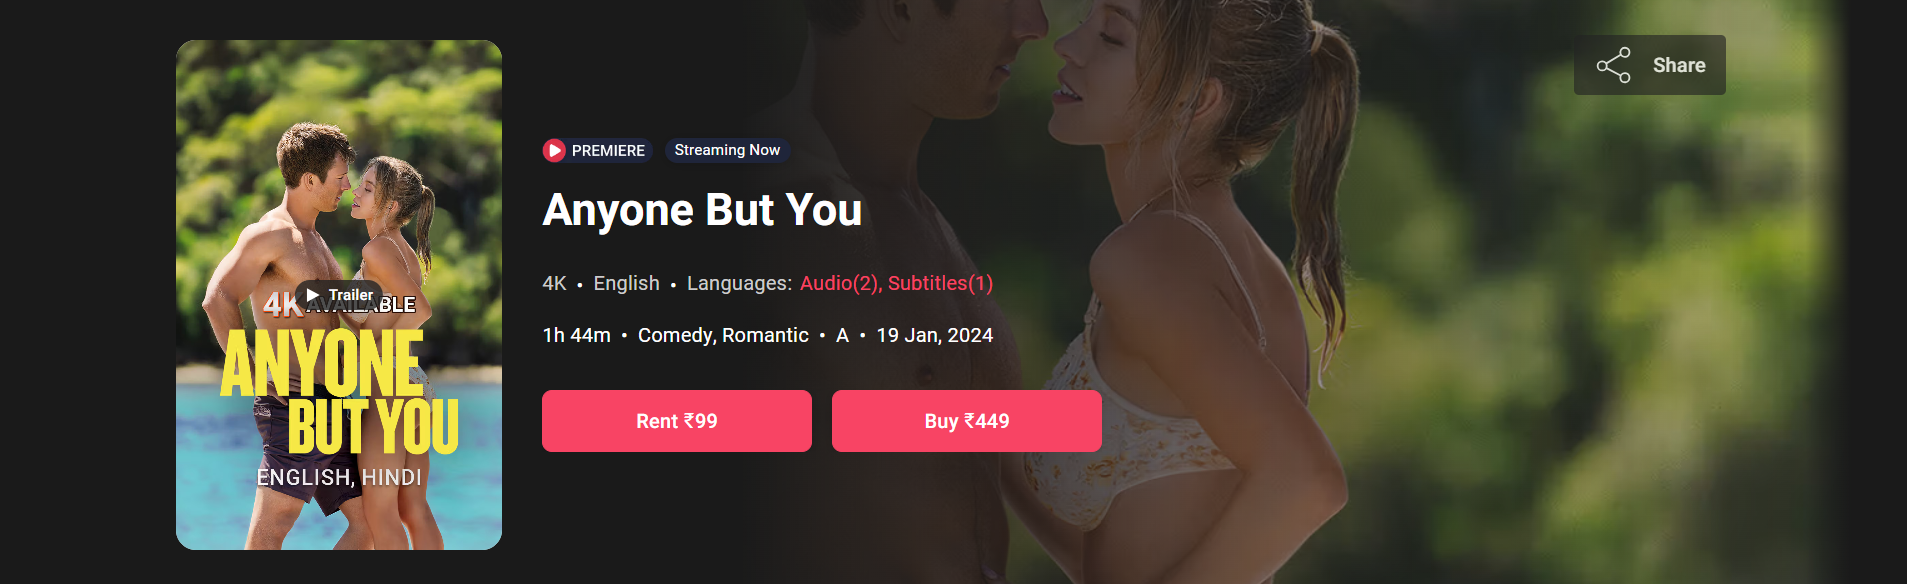 Share
PREMIERE
Streaming Now
Anyone But You
4K • English • Languages: Audio(2), Subtitles(1)
1h 44m • Comedy, Romantic • A • 19 Jan, 2024
Rent ₹99
Buy ₹449
Trailer
4K AVAILABLE
ANYONE
BUT YOU
ENGLISH, HINDI